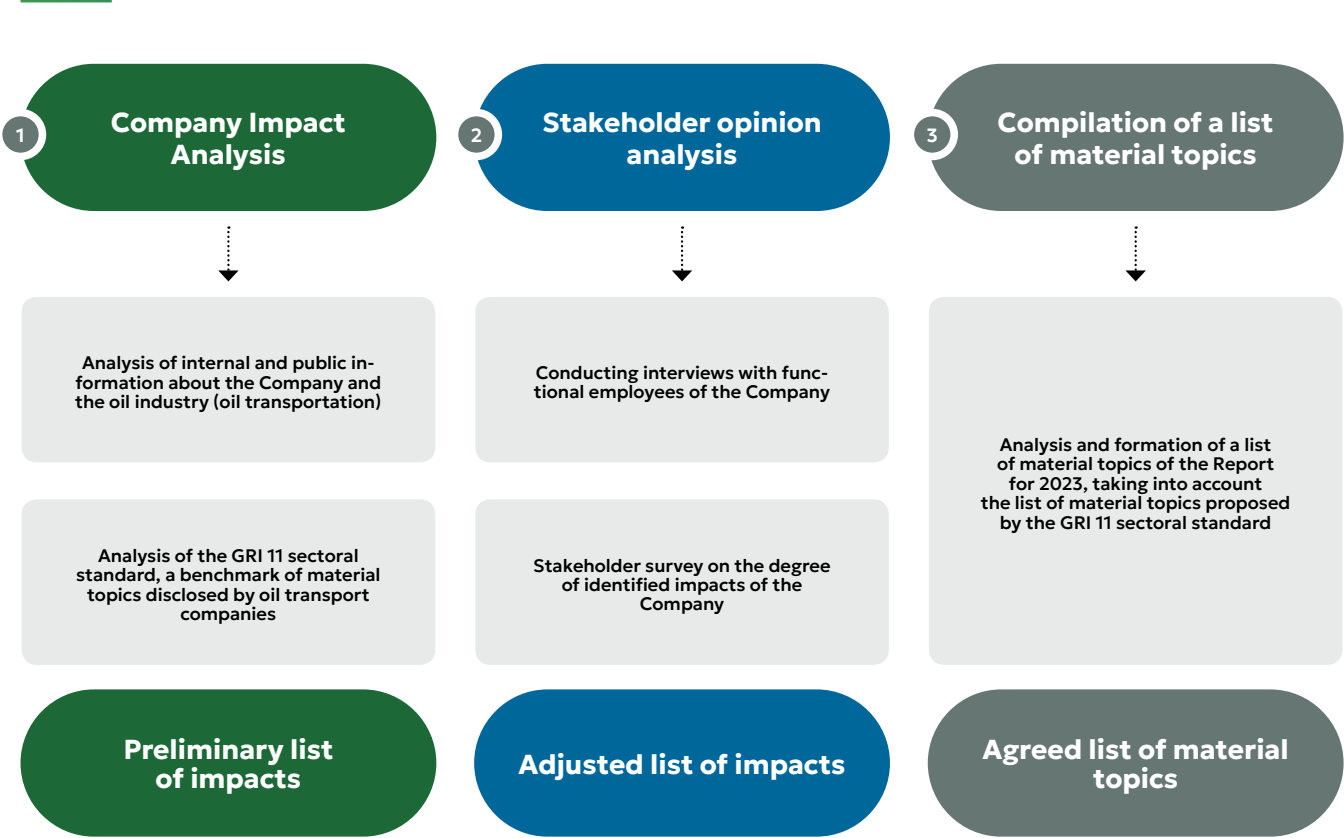 1
Company Impact
Analysis
Analysis of internal and public in-
formation about the Company and
the oil industry (oil transportation)
Analysis of the GRI 11 sectoral
standard, a benchmark of material
topics disclosed by oil transport
companies
Preliminary list
of impacts
2
Stakeholder opinion
analysis
Conducting interviews with func-
tional employees of the Company
Stakeholder survey on the degree
of identified impacts of the
Company
Adjusted list of impacts
3
Compilation of a list
of material topics
Analysis and formation of a list
of material topics of the Report
for 2023, taking into account
the list of material topics proposed
by the GRI 11 sectoral standard
Agreed list of material
topics